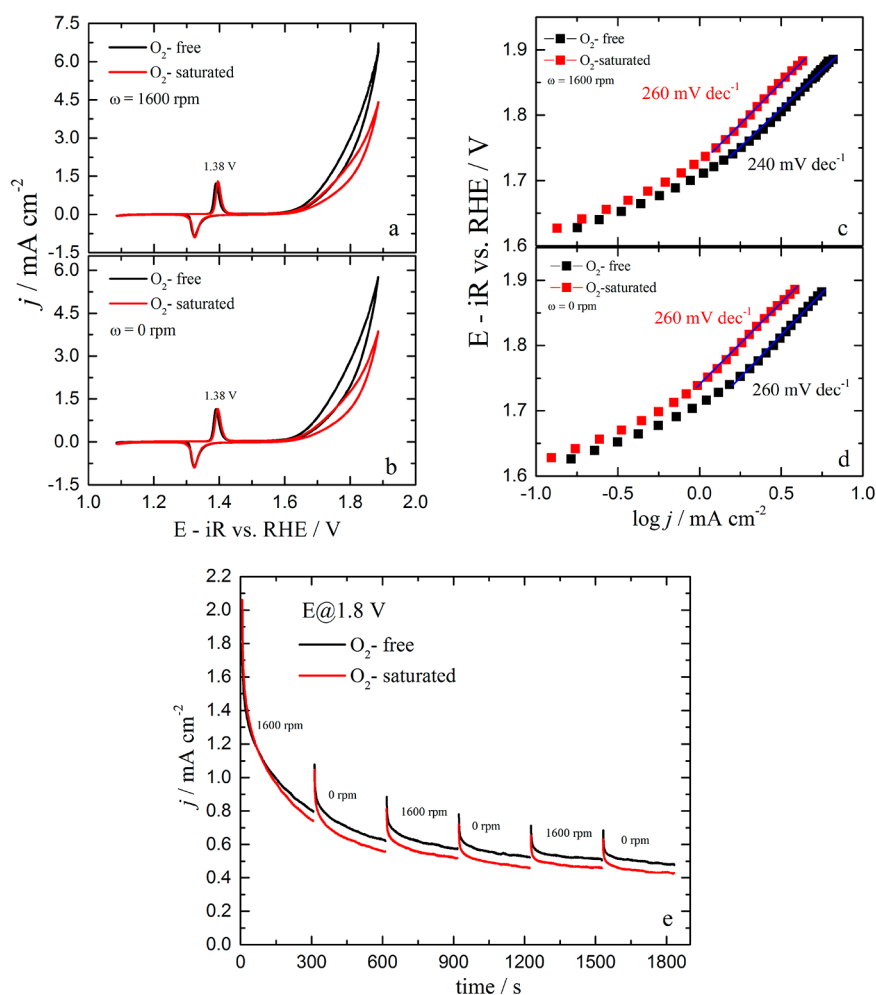 7.5
6.0
4.5
3.0
1.5
0.0
-1.5
O₂- free
O₂- saturated
ω = 1600 rpm
1.38 V
a
6.0
4.5
3.0
1.5
0.0
-1.5
O₂- free
O₂- saturated
ω = 0 rpm
1.38 V
b
1.0 1.2 1.4 1.6 1.8 2.0
E - iR vs. RHE / V
j / mA cm⁻²
1.9
1.8
1.7
1.6
O₂- free
O₂-saturated
ω = 1600 rpm
260 mV dec⁻¹
240 mV dec⁻¹
c
1.9
1.8
1.7
1.6
O₂- free
O₂-saturated
ω = 0 rpm
260 mV dec⁻¹
260 mV dec⁻¹
d
-1.0 -0.5 0.0 0.5 1.0
log j / mA cm⁻²
E - iR vs. RHE / V
2.2
2.0
1.8
1.6
1.4
1.2
1.0
0.8
0.6
0.4
0.2
0.0
E@1.8 V
O₂- free
O₂- saturated
1600 rpm
0 rpm
1600 rpm
0 rpm
1600 rpm
0 rpm
e
0 300 600 900 1200 1500 1800
time / s
j / mA cm⁻²